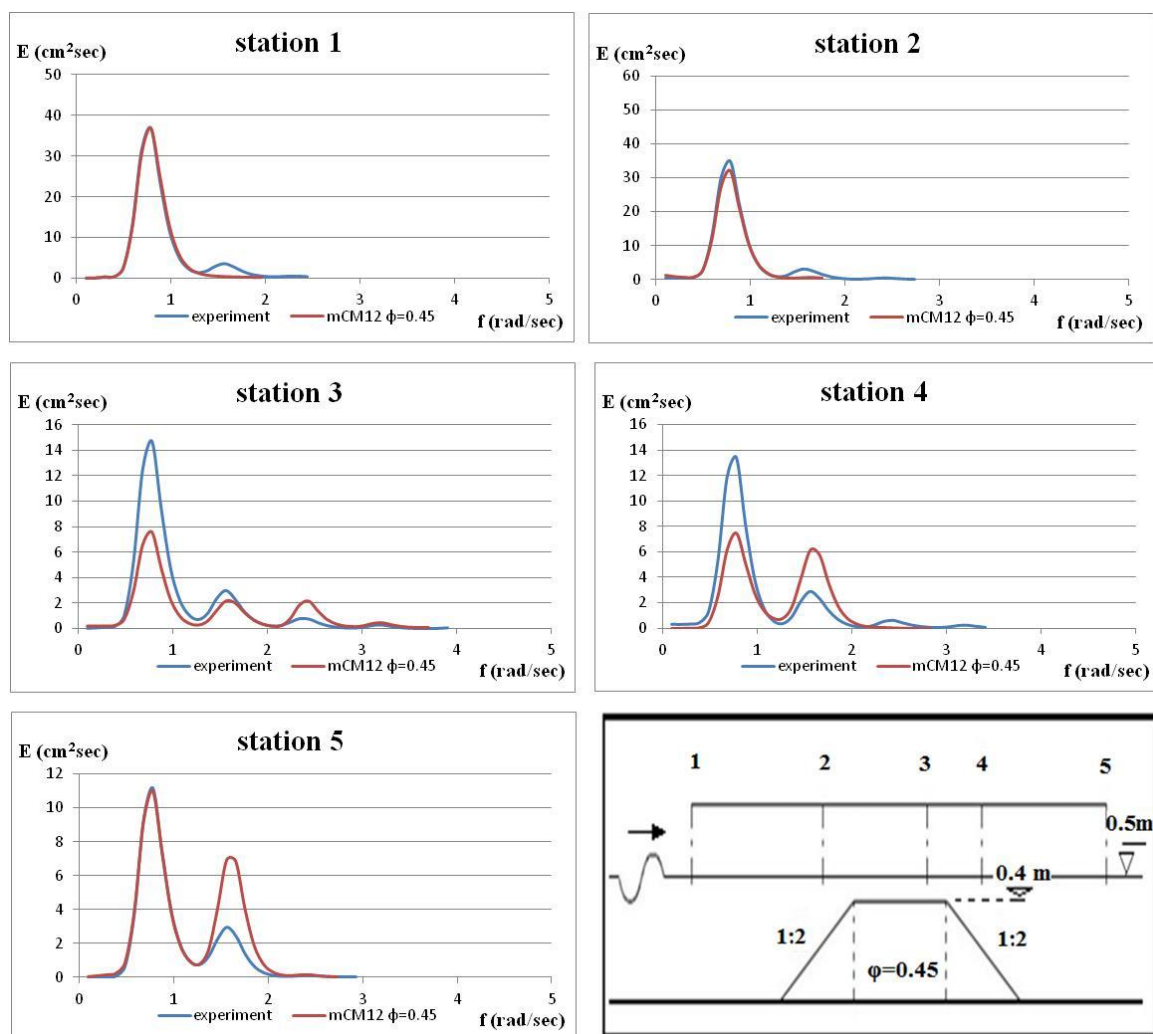 station 1
E (cm²sec)
50
40
30
20
10
0
0 1 2 3 4 5
experiment mCM12 ϕ=0.45
f (rad/sec)
station 2
E (cm²sec)
60
50
40
30
20
10
0
0 1 2 3 4 5
experiment mCM12 ϕ=0.45
f (rad/sec)
station 3
E (cm²sec)
16
14
12
10
8
6
4
2
0
0 1 2 3 4 5
experiment mCM12 ϕ=0.45
f (rad/sec)
station 4
E (cm²sec)
16
14
12
10
8
6
4
2
0
0 1 2 3 4 5
experiment mCM12 ϕ=0.45
f (rad/sec)
station 5
E (cm²sec)
12
10
8
6
4
2
0
0 1 2 3 4 5
experiment mCM12 ϕ=0.45
f (rad/sec)
1 2 3 4 5
0.5m
0.4 m
1:2 1:2
φ=0.45